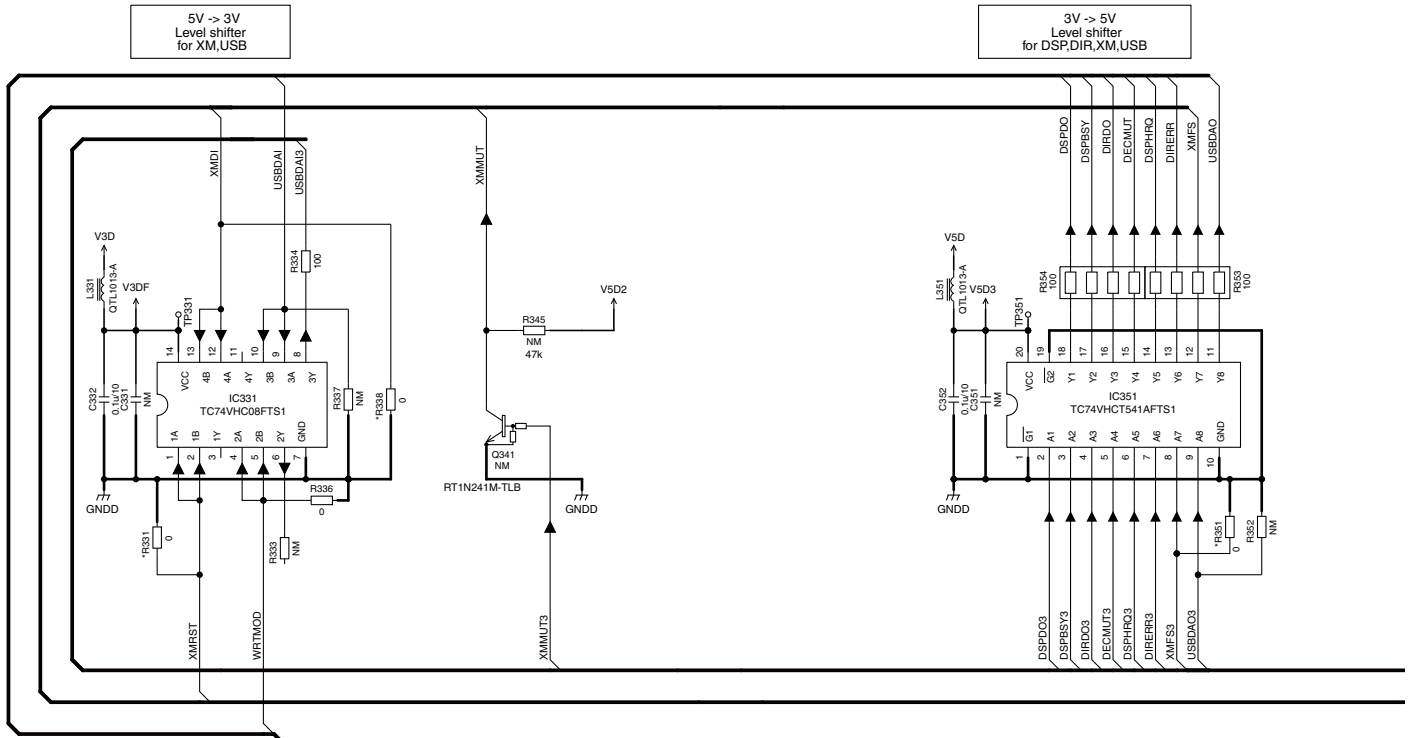 5V -> 3V
Level shifter
for XM,USB
3V -> 5V
Level shifter
for DSP,DIR,XM,USB
XMDI
USBDAI
USBDAI3
XMMUT
DSPDO
DSPBSY
DIRDO
DECMUT
DSPHRQ
DIRERR
XMFS
USBDAO
V3D
L331
QTL1013-A
V3DF
TP331
R334
100
V5D2
R345
NM
47k
V5D
L351
QTL1013-A
V5D3
TP351
R354
100
R353
100
14
13
12
11
10
9
8
VCC
4B
4A
4Y
3B
3A
3Y
IC331
TC74VHC08FTS1
1A
1B
1Y
2A
2B
2Y
GND
1
2
3
4
5
6
7
C332
0.1u/10
C331
NM
R337
NM
*R338
0
GNDD
*R331
0
R336
0
R333
NM
Q341
NM
RT1N241M-TLB
GNDD
20
19
18
17
16
15
14
13
12
11
VCC
G2
Y1
Y2
Y3
Y4
Y5
Y6
Y7
Y8
IC351
TC74VHCT541AFTS1
G1
A1
A2
A3
A4
A5
A6
A7
A8
GND
1
2
3
4
5
6
7
8
9
10
C352
0.1u/10
C351
NM
GNDD
*R351
0
R352
NM
XMRST
WRTMOD
XMMUT3
DSPDO3
DSPBSY3
DIRDO3
DECMUT3
DSPHRQ3
DIRERR3
XMFS3
USBDAO3